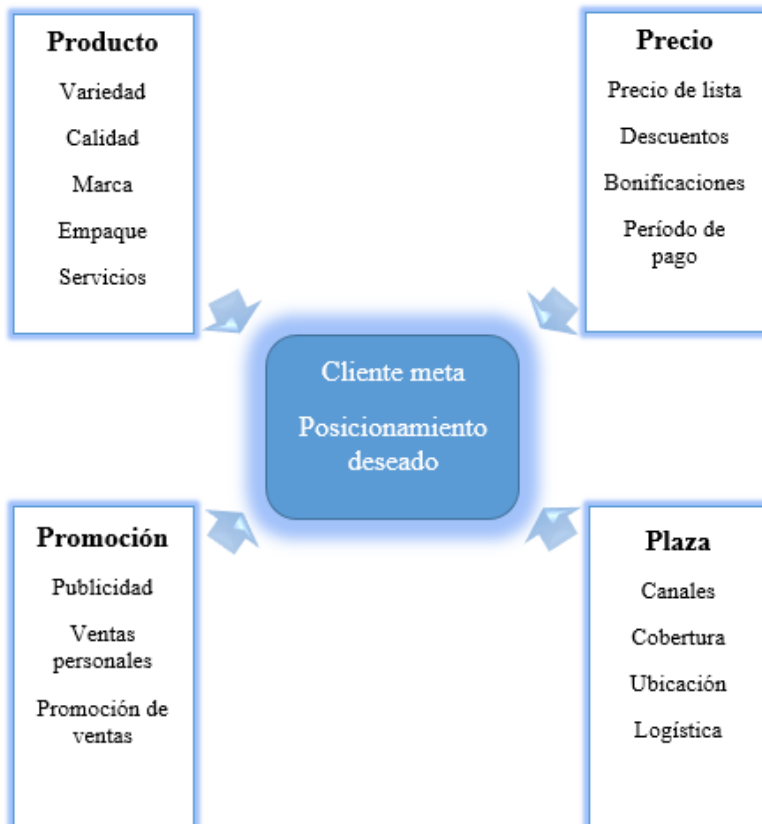 Producto
Variedad
Calidad
Marca
Empaque
Servicios
Precio
Precio de lista
Descuentos
Bonificaciones
Período de
pago
Cliente meta
Posicionamiento
deseado
Promoción
Publicidad
Ventas
personales
Promoción de
ventas
Plaza
Canales
Cobertura
Ubicación
Logística